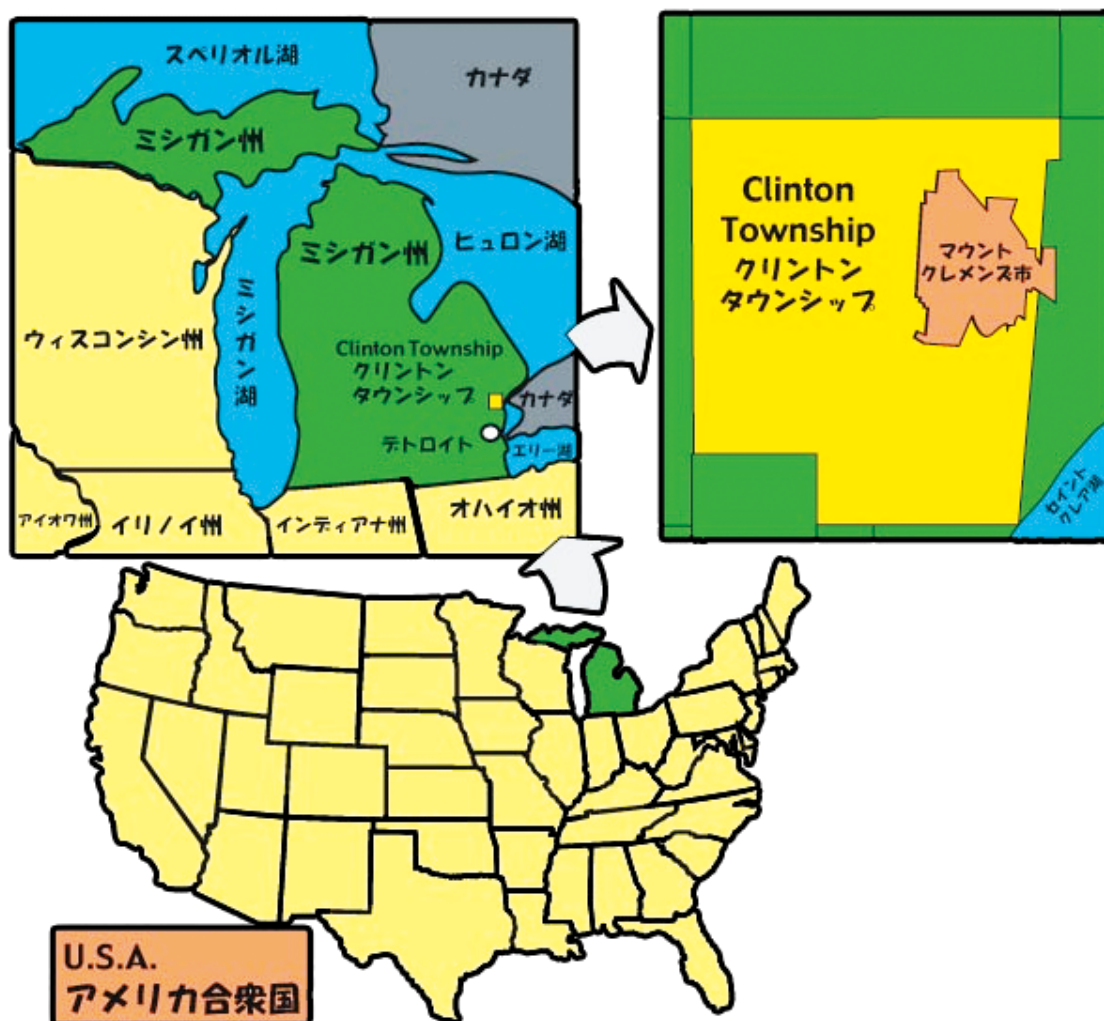 スペリオル湖
カナダ
ミシガン州
ミシガン州
ヒュロン湖
ミシガン湖
ウィスコンシン州
Clinton Township
クリントン
タウンシップ
カナダ
デトロイト
エリー湖
アイオワ州
イリノイ州
インディアナ州
オハイオ州
Clinton
Township
クリントン
タウンシップ
マウント
クレメンズ市
セイント
クレア湖
U.S.A.
アメリカ合衆国